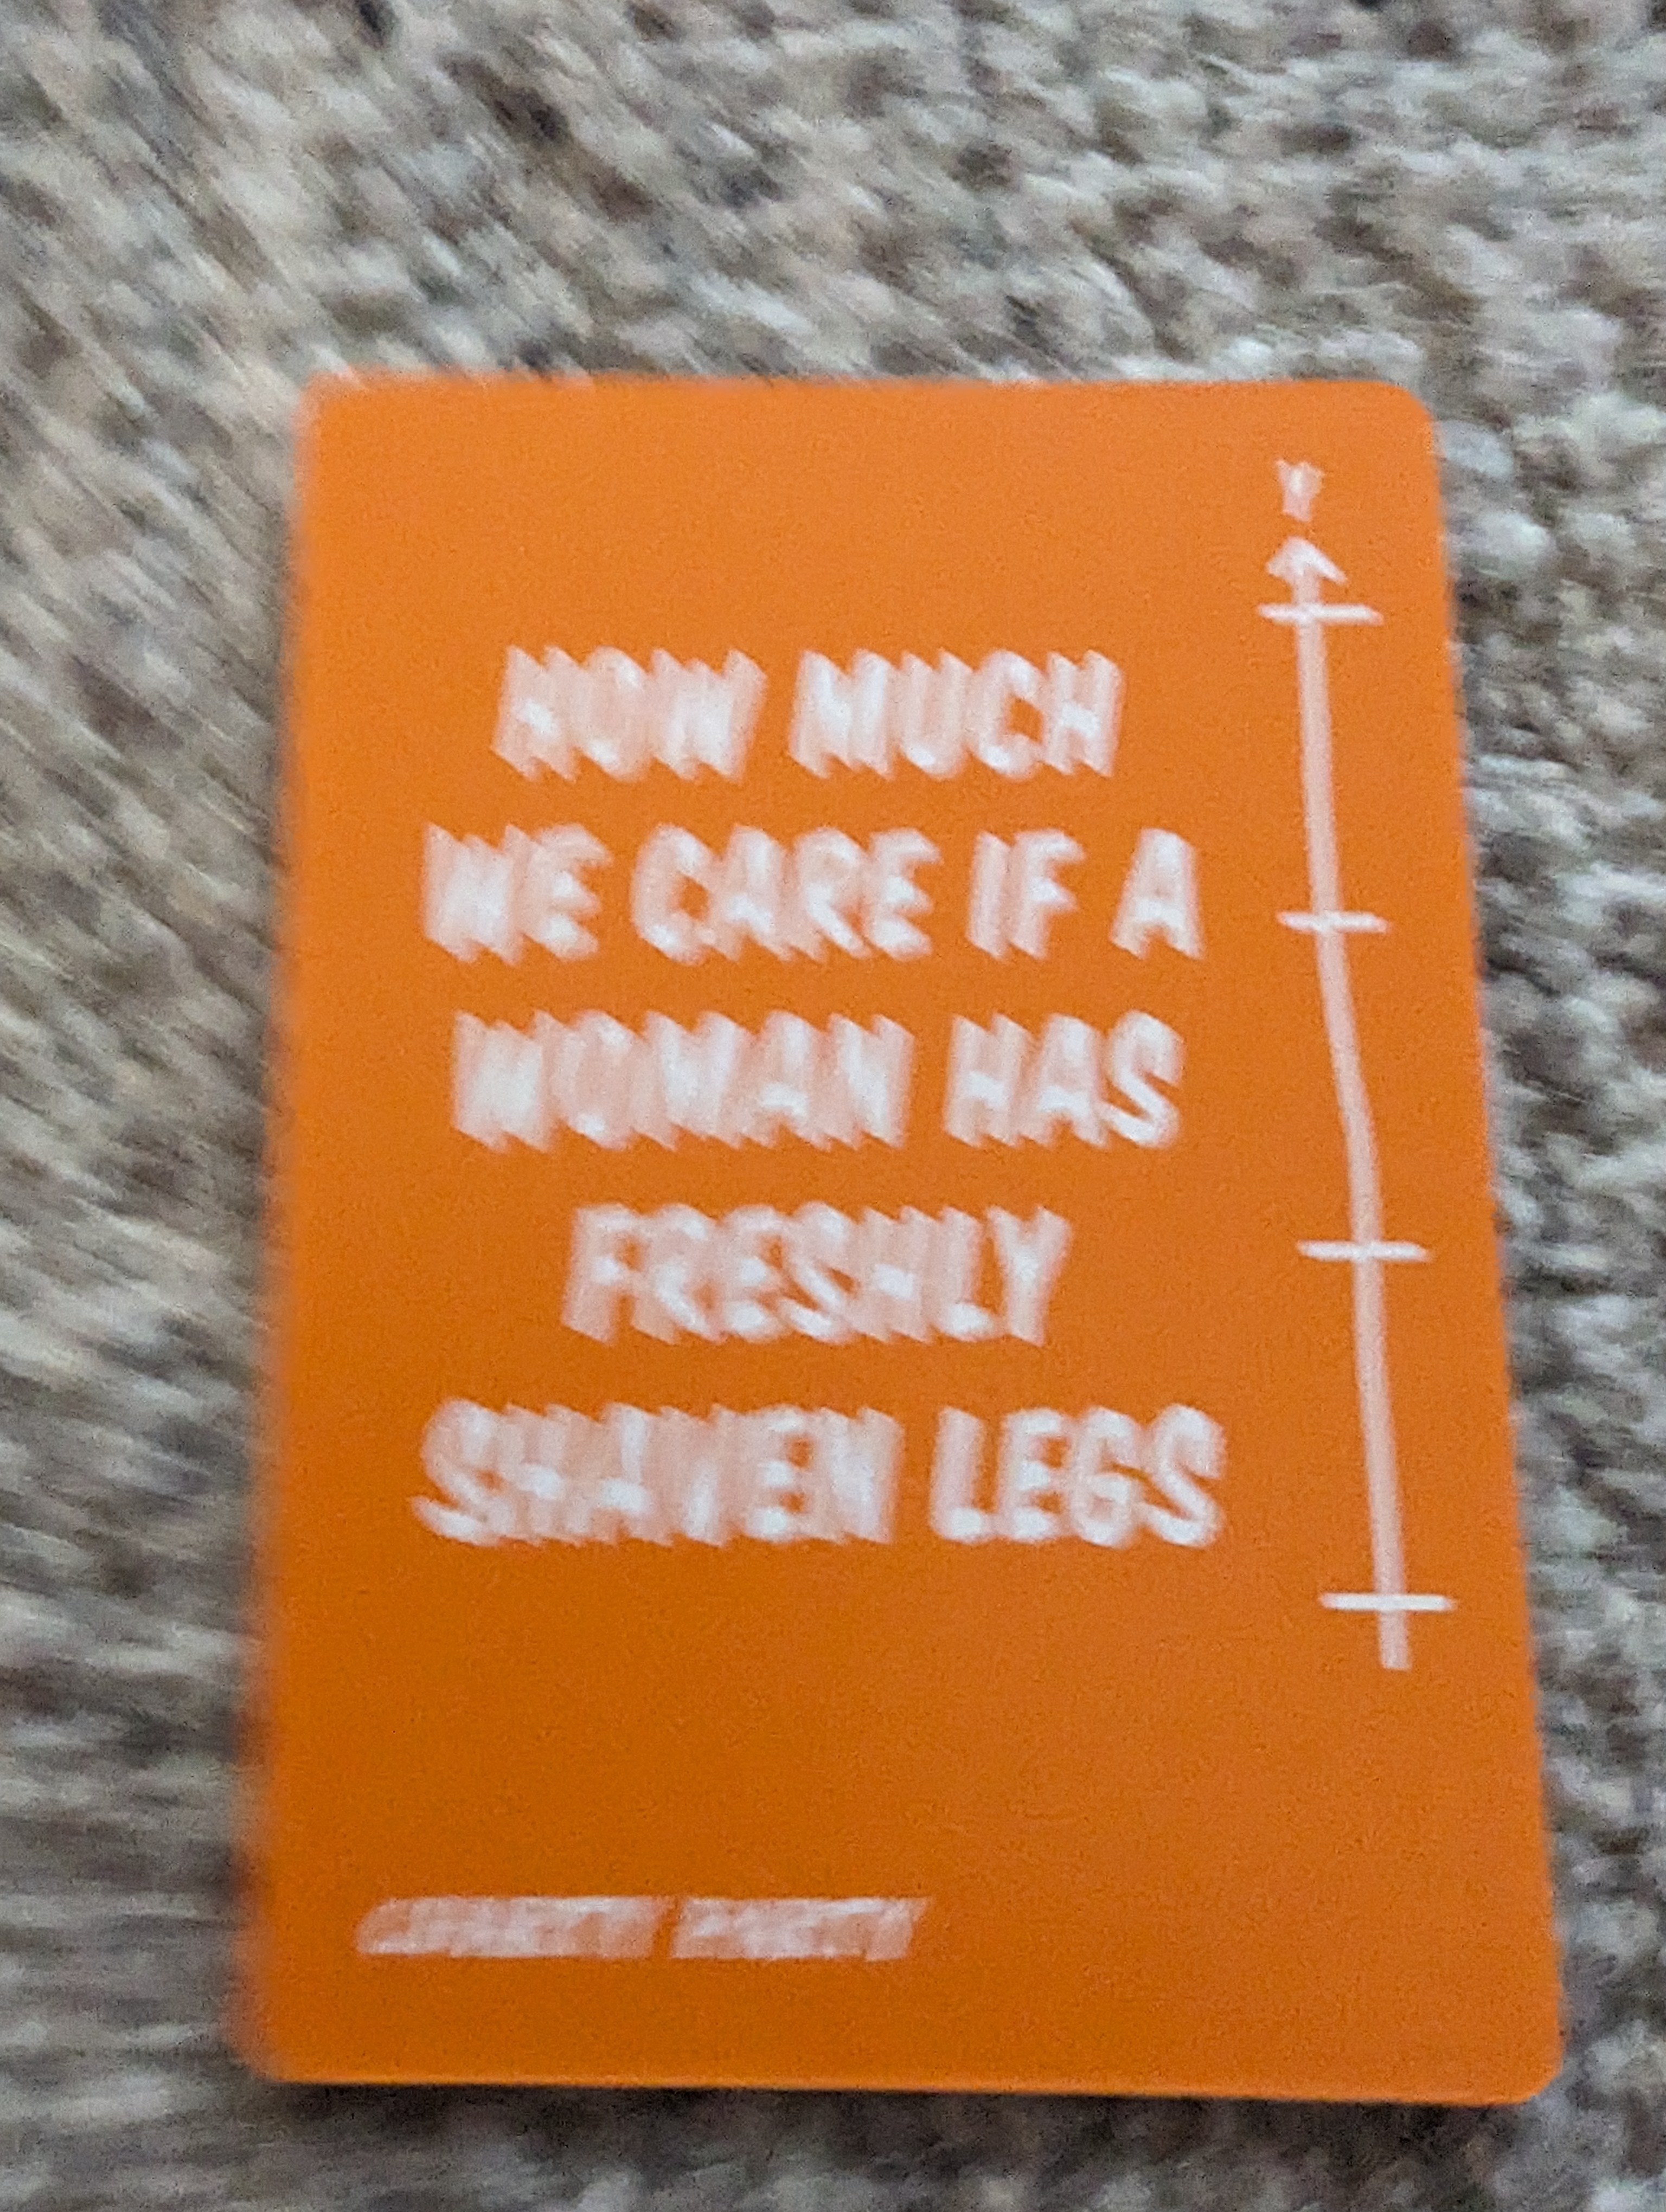 Y
HOW MUCH
WE CARE IF A
WOMAN HAS
FRESHLY
SHAVEN LEGS